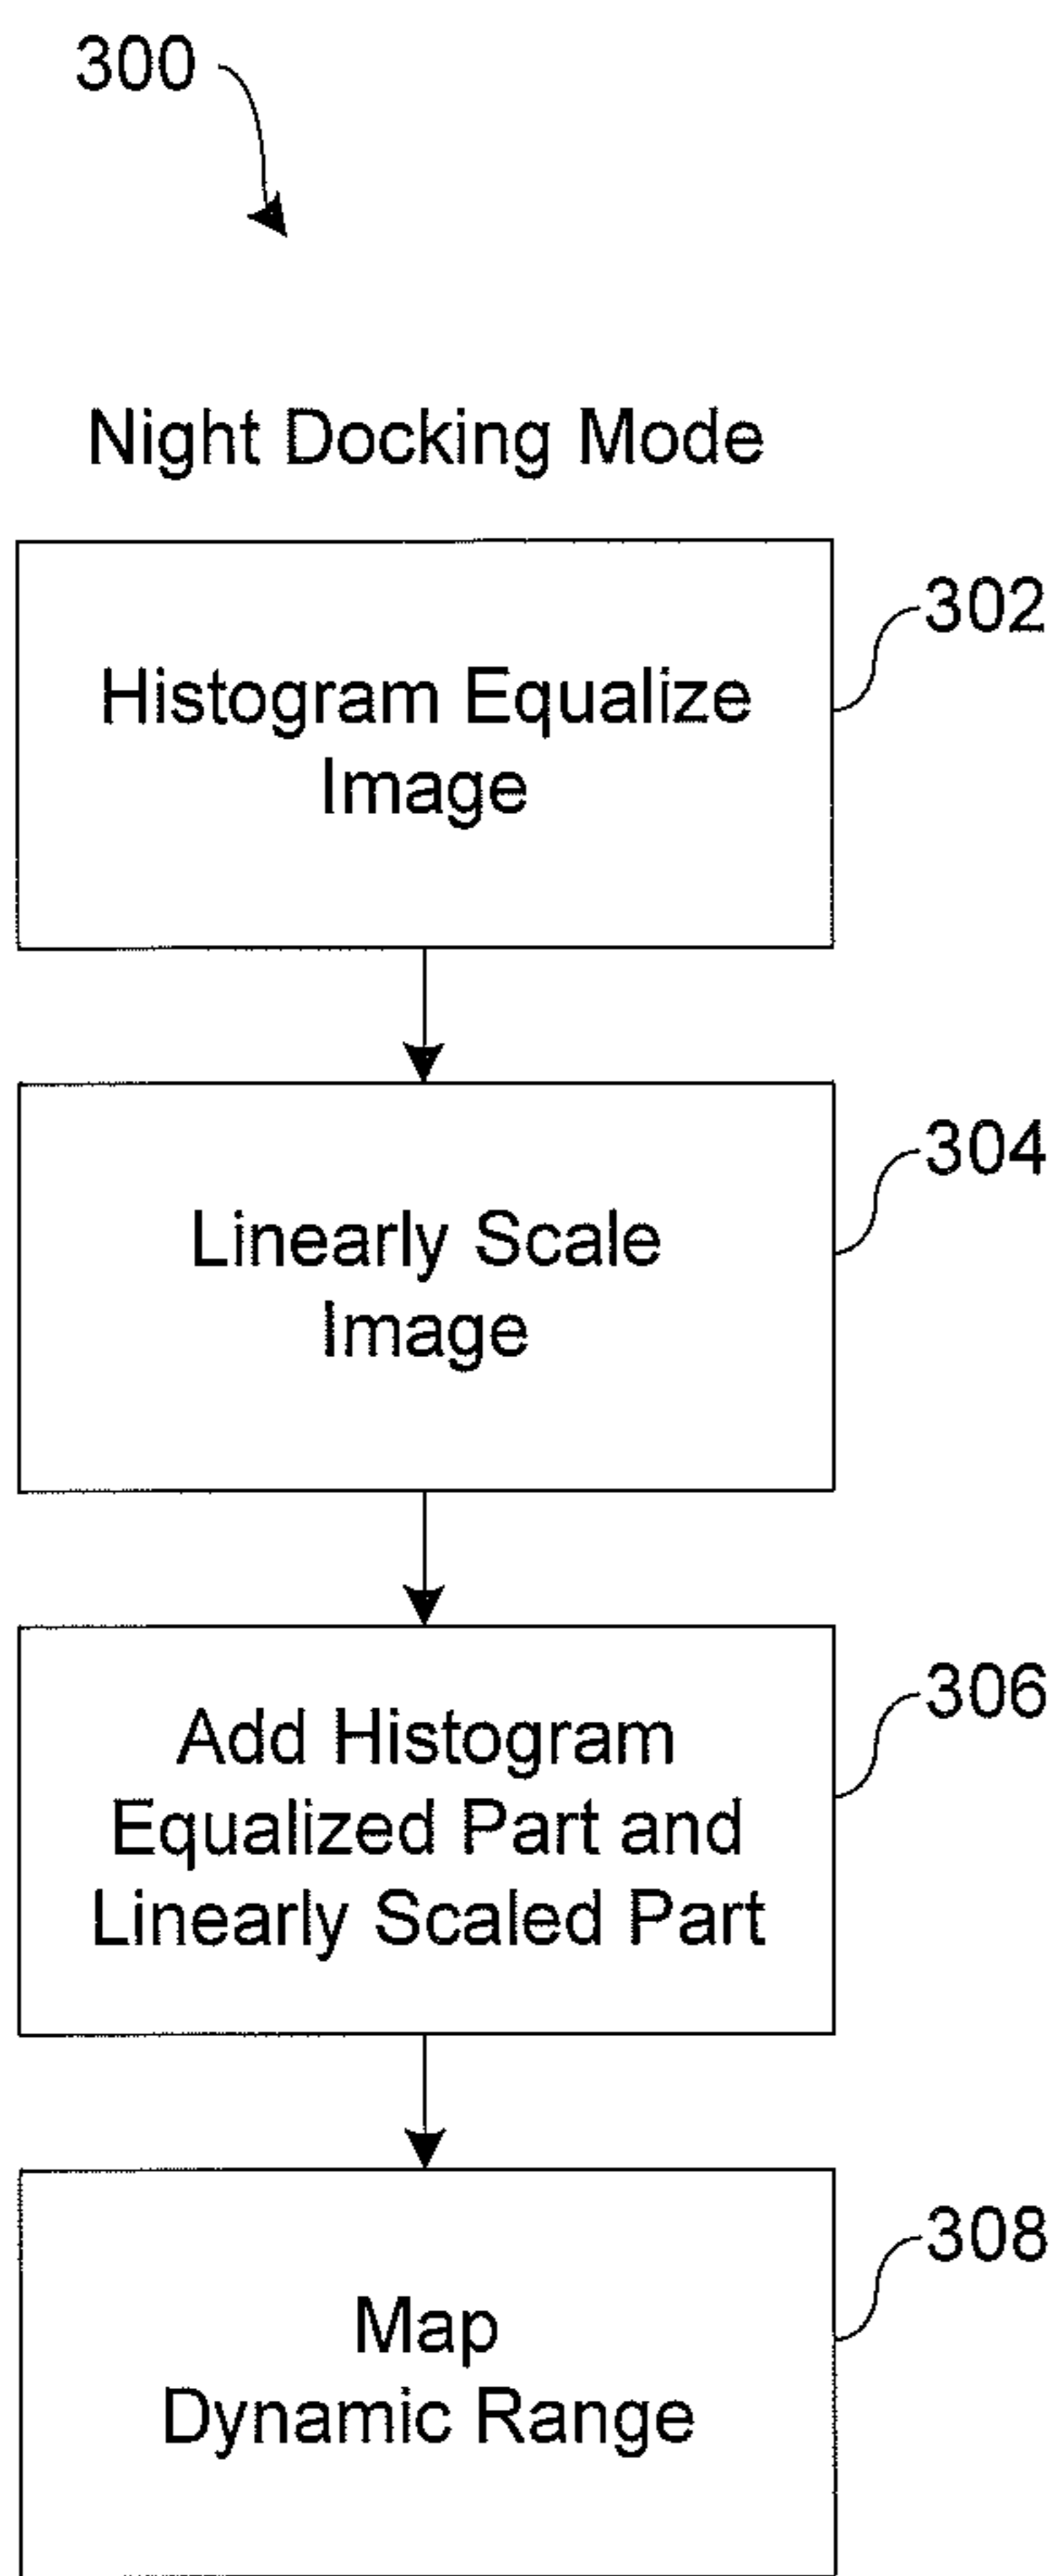 300
Night Docking Mode
302
Histogram Equalize
Image
304
Linearly Scale
Image
306
Add Histogram
Equalized Part and
Linearly Scaled Part
308
Map
Dynamic Range